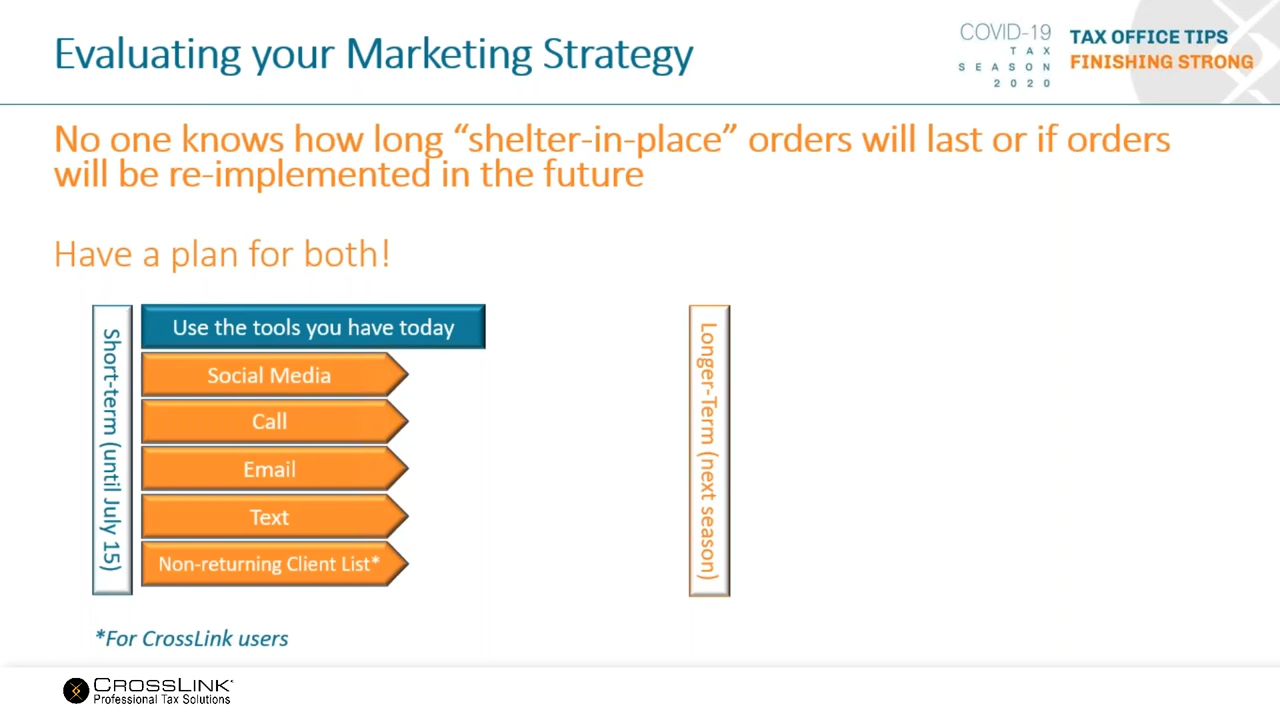 Evaluating your Marketing Strategy
COVID-19
TAX
SEASON
2020
TAX OFFICE TIPS
FINISHING STRONG
No one knows how long “shelter-in-place” orders will last or if orders
will be re-implemented in the future
Have a plan for both!
Short-term (until July 15)
Use the tools you have today
Social Media
Call
Email
Text
Non-returning Client List*
Longer-Term (next season)
*For CrossLink users
CROSSLINK
Professional Tax Solutions